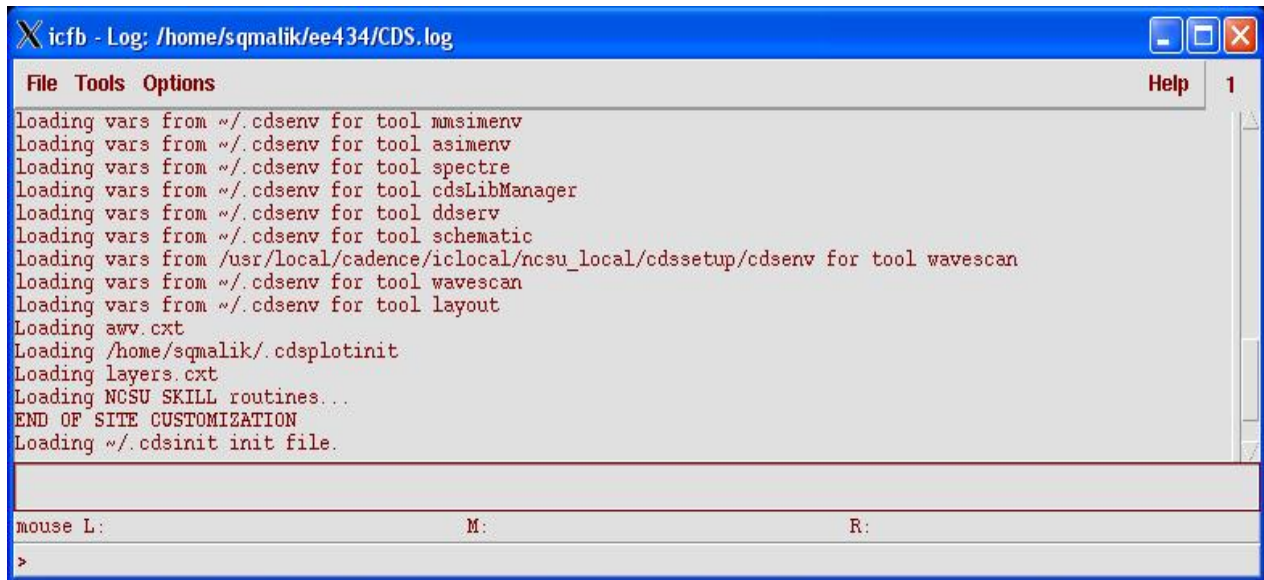 icfb - Log: /home/sqmalik/ee434/CDS.log
File Tools Options Help 1
loading vars from ~/.cdsenv for tool mmsimenv
loading vars from ~/.cdsenv for tool asimenv
loading vars from ~/.cdsenv for tool spectre
loading vars from ~/.cdsenv for tool cdsLibManager
loading vars from ~/.cdsenv for tool ddserv
loading vars from ~/.cdsenv for tool schematic
loading vars from /usr/local/cadence/iclocal/ncsu_local/cdssetup/cdsenv for tool wavescan
loading vars from ~/.cdsenv for tool wavescan
loading vars from ~/.cdsenv for tool layout
Loading awv.cxt
Loading /home/sqmalik/.cdsplotinit
Loading layers.cxt
Loading NCSU SKILL routines...
END OF SITE CUSTOMIZATION
Loading ~/.cdsinit init file.
mouse L: M: R:
>